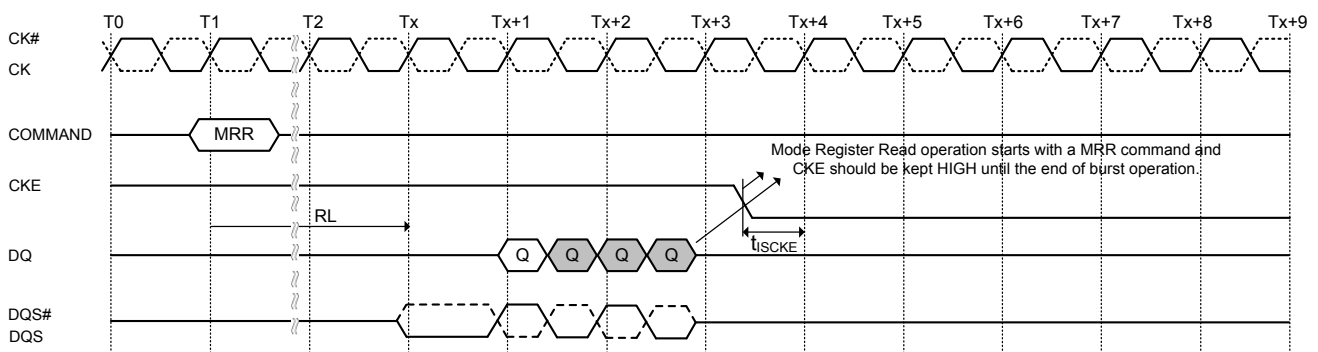 T0 T1 T2 Tx Tx+1 Tx+2 Tx+3 Tx+4 Tx+5 Tx+6 Tx+7 Tx+8 Tx+9
CK#
CK
COMMAND MRR
Mode Register Read operation starts with a MRR command and
CKE should be kept HIGH until the end of burst operation.
CKE
RL
tISCKE
DQ Q Q Q Q
DQS#
DQS